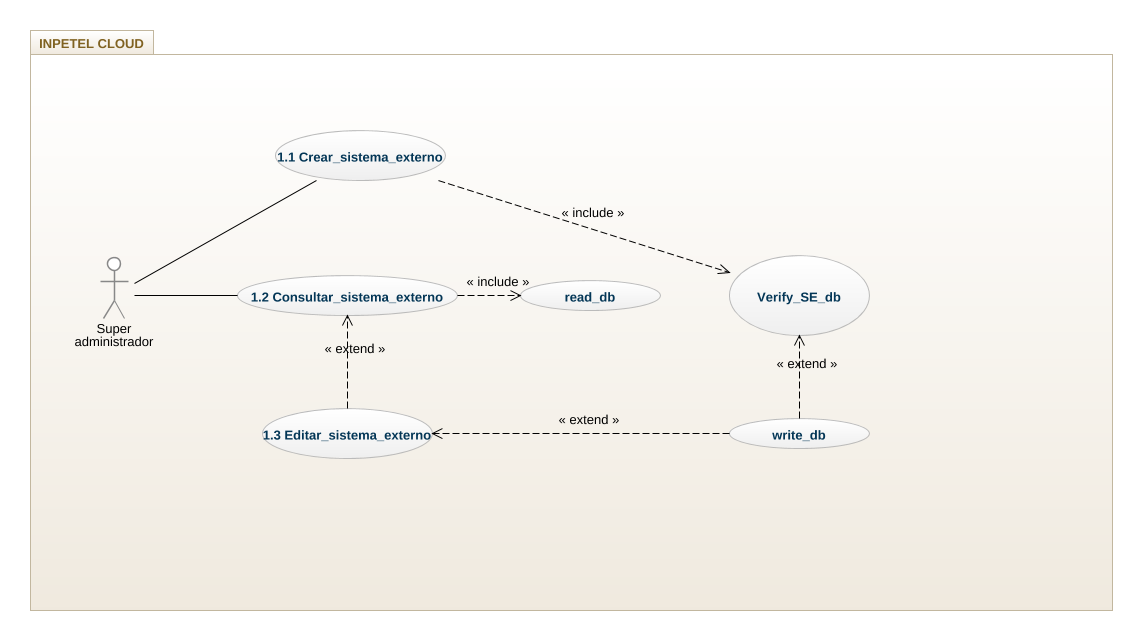 INPETEL CLOUD
1.1 Crear_sistema_externo
« include »
« include »
1.2 Consultar_sistema_externo
read_db
Verify_SE_db
Super
administrador
« extend »
« extend »
« extend »
1.3 Editar_sistema_externo
write_db